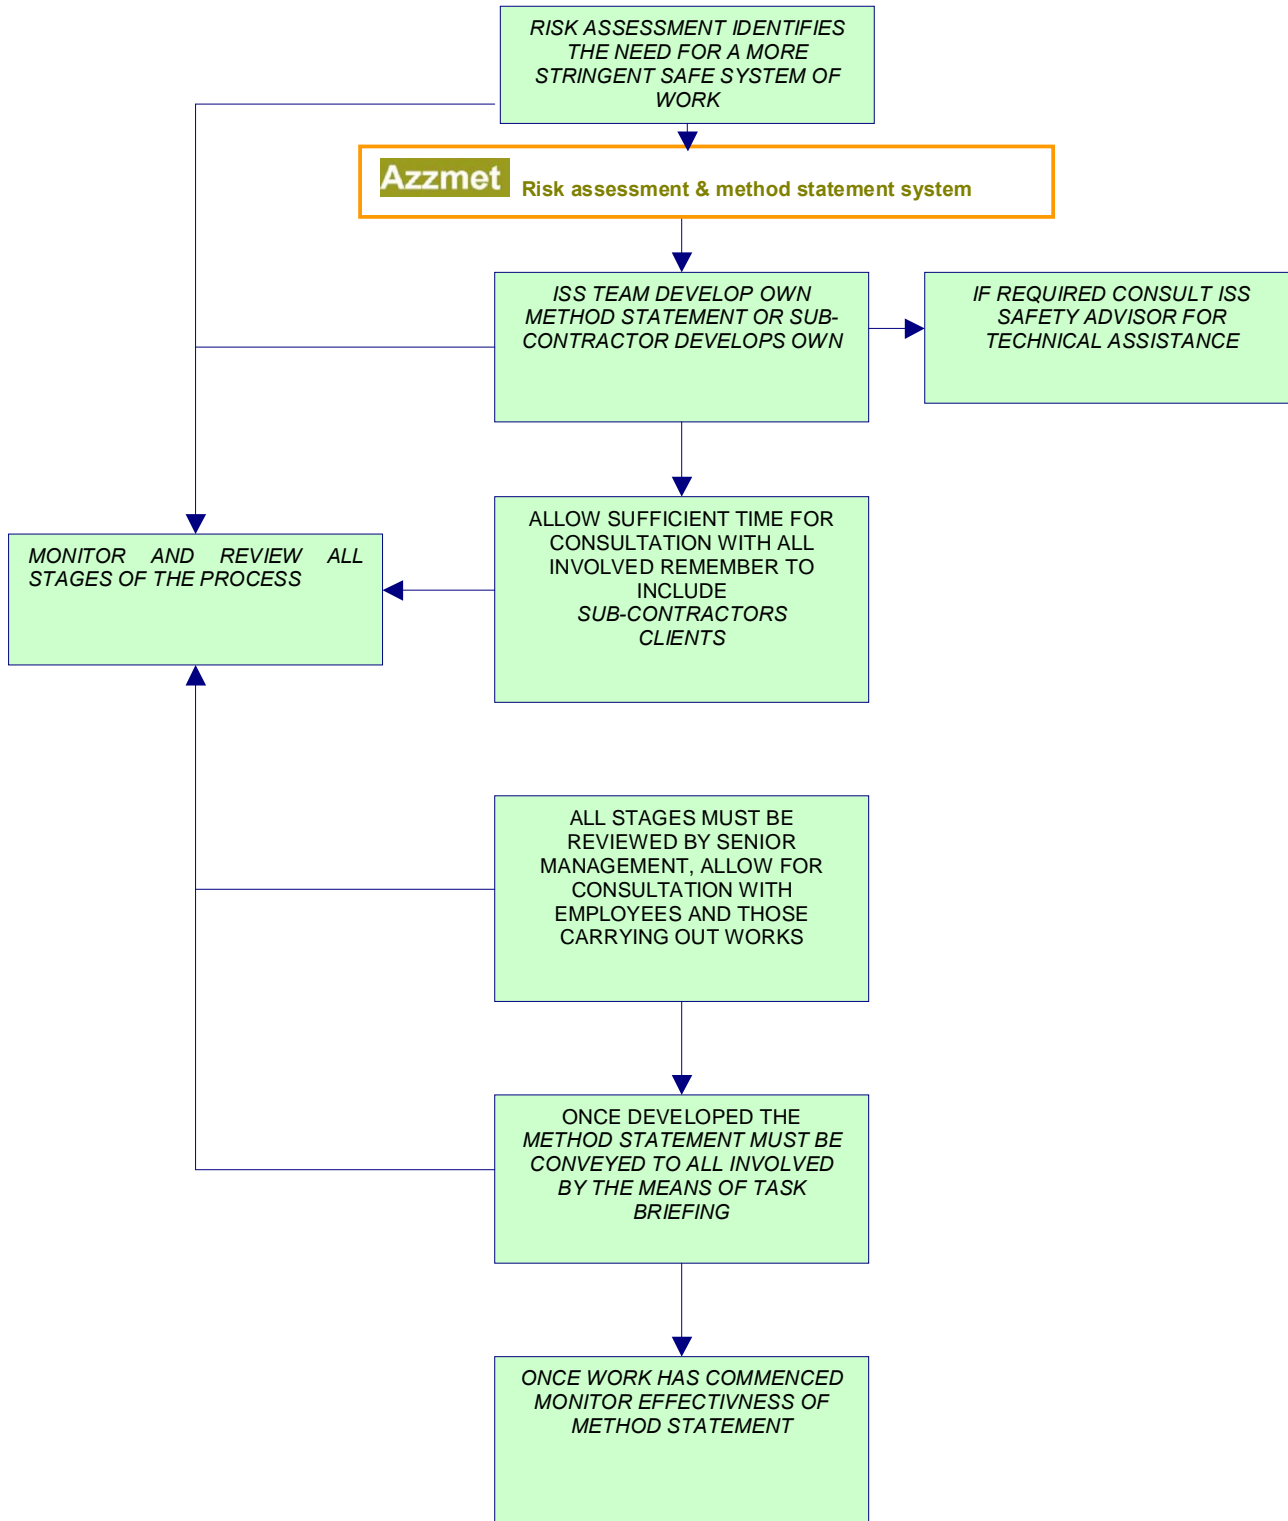 RISK ASSESSMENT IDENTIFIES
THE NEED FOR A MORE
STRINGENT SAFE SYSTEM OF
WORK
Azzmet Risk assessment & method statement system
ISS TEAM DEVELOP OWN
METHOD STATEMENT OR SUB-
CONTRACTOR DEVELOPS OWN
IF REQUIRED CONSULT ISS
SAFETY ADVISOR FOR
TECHNICAL ASSISTANCE
ALLOW SUFFICIENT TIME FOR
CONSULTATION WITH ALL
INVOLVED REMEMBER TO
INCLUDE
SUB-CONTRACTORS
CLIENTS
MONITOR AND REVIEW ALL
STAGES OF THE PROCESS
ALL STAGES MUST BE
REVIEWED BY SENIOR
MANAGEMENT, ALLOW FOR
CONSULTATION WITH
EMPLOYEES AND THOSE
CARRYING OUT WORKS
ONCE DEVELOPED THE
METHOD STATEMENT MUST BE
CONVEYED TO ALL INVOLVED
BY THE MEANS OF TASK
BRIEFING
ONCE WORK HAS COMMENCED
MONITOR EFFECTIVNESS OF
METHOD STATEMENT